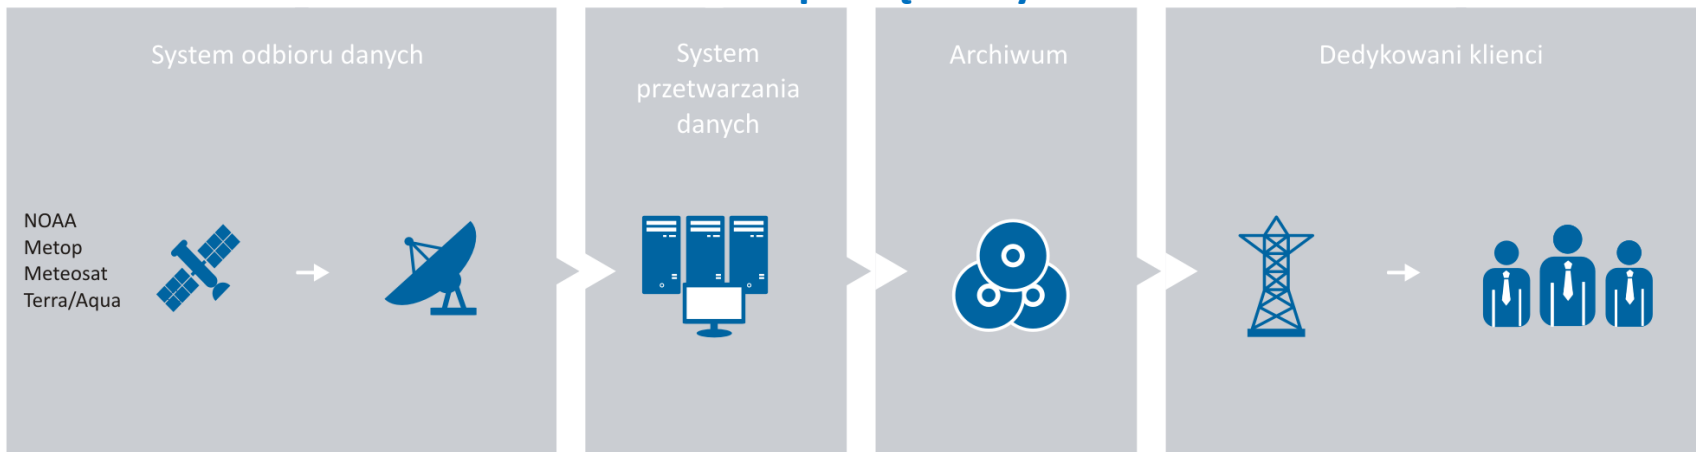 System odbioru danych
System
przetwarzania
danych
Archiwum
Dedykowani klienci
NOAA
Metop
Meteosat
Terra/Aqua